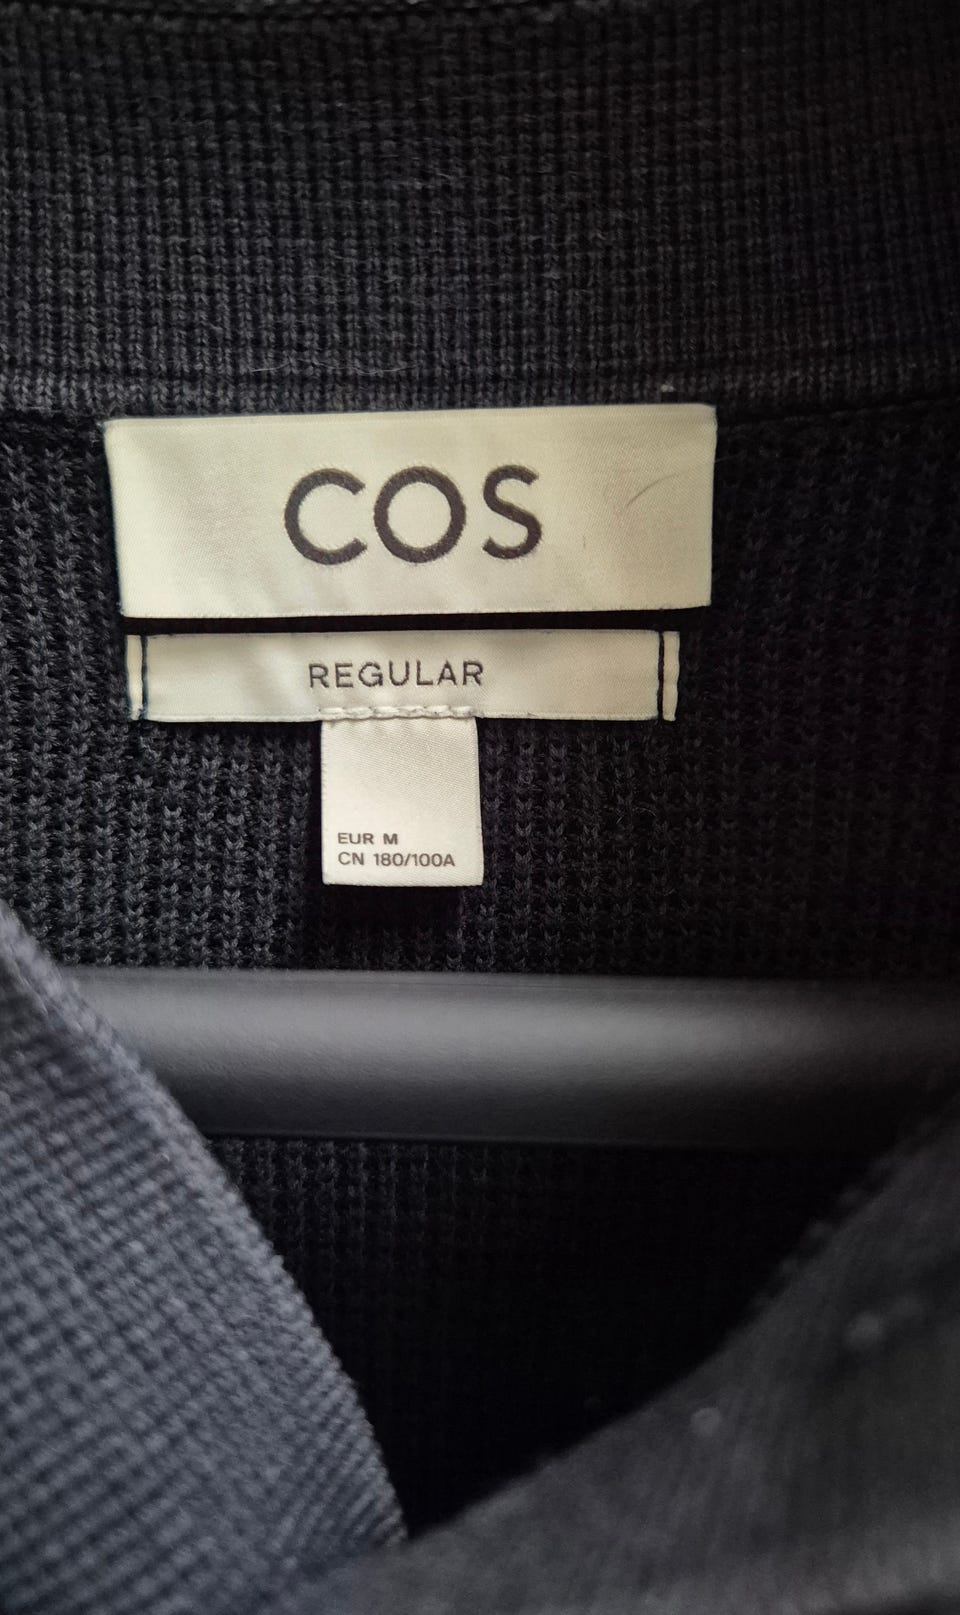 COS
REGULAR
EUR M
CN 180/100A